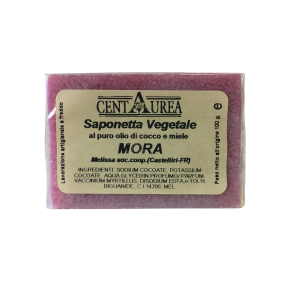 CENTAUREA
Saponetta Vegetale
al puro olio di cocco e miele
MORA
Melissa soc.coop.(Castelliri-FR)
INGREDIENTI: SODIUM COCOATE, POTASSIUM
COCOATE, AQUA, GLYCERIN, PROFUMO/PARFUM,
VACCINIUM MYRTILLUS, DISODIUM EDTA, o TOLYL
BIGUANIDE, C I 14700, MEL.
Lavorazione artigianale a freddo
Peso netto all'origine 100 g. e